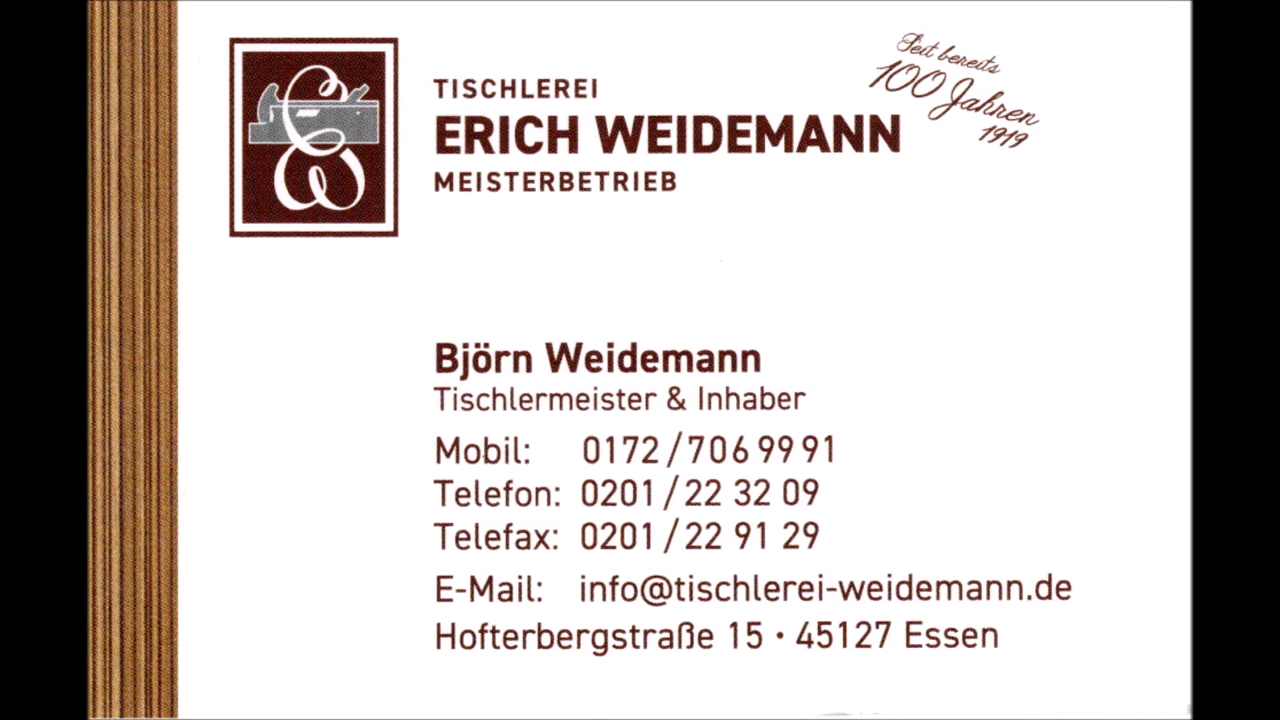 Seit bereits
100 Jahren
1919
TISCHLEREI
ERICH WEIDEMANN
MEISTERBETRIEB
Björn Weidemann
Tischlermeister & Inhaber
Mobil: 0172/706 99 91
Telefon: 0201/22 32 09
Telefax: 0201/22 91 29
E-Mail: info@tischlerei-weidemann.de
Hofterbergstraße 15 • 45127 Essen